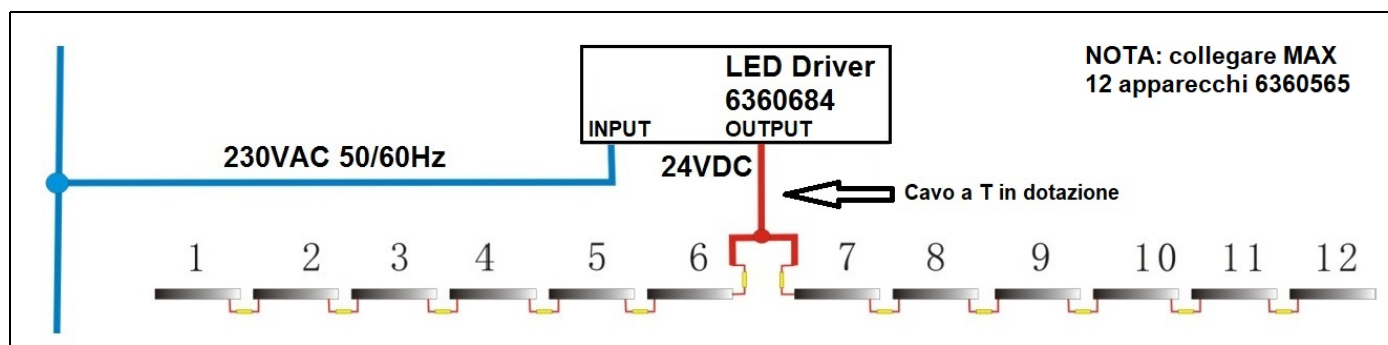 LED Driver
6360684
INPUT OUTPUT
NOTA: collegare MAX
12 apparecchi 6360565
230VAC 50/60Hz
24VDC
Cavo a T in dotazione
1 2 3 4 5 6 7 8 9 10 11 12